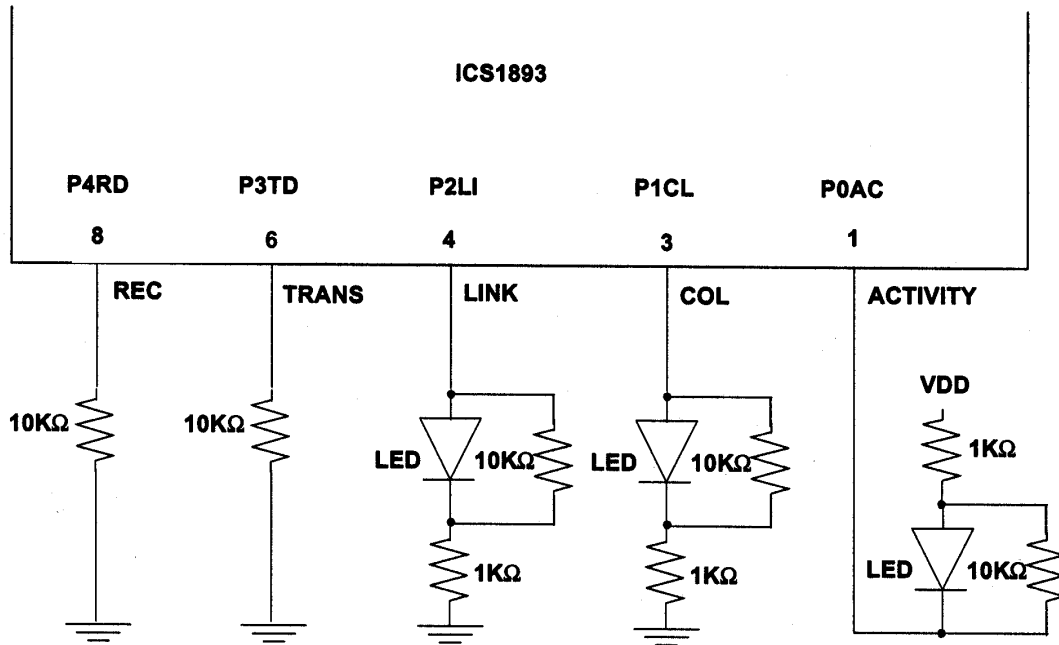 ICS1893
P4RD P3TD P2LI P1CL P0AC
8 6 4 3 1
REC TRANS LINK COL ACTIVITY
VDD
10KΩ 10KΩ 1KΩ
LED 10KΩ LED 10KΩ
1KΩ 1KΩ LED 10KΩ